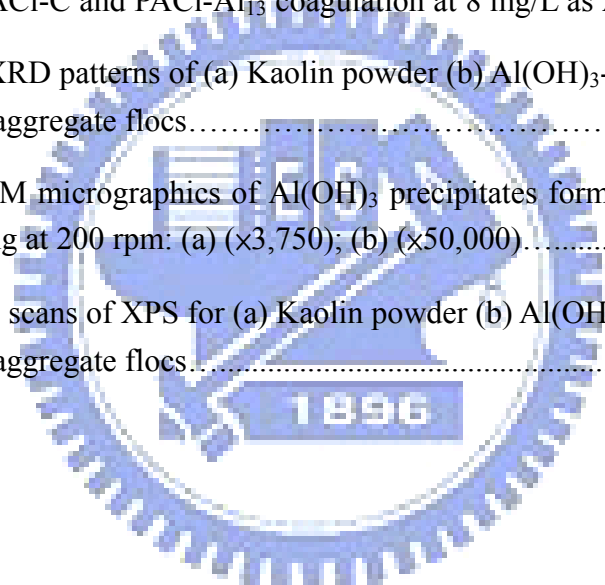 ACl-C and PACl-Al13 coagulation at 8 mg/L as
XRD patterns of (a) Kaolin powder (b) Al(OH)3-
aggregate flocs……………………………………
M micrographics of Al(OH)3 precipitates form
g at 200 rpm: (a) (×3,750); (b) (×50,000)…........
scans of XPS for (a) Kaolin powder (b) Al(OH
aggregate flocs…...................................................
1896